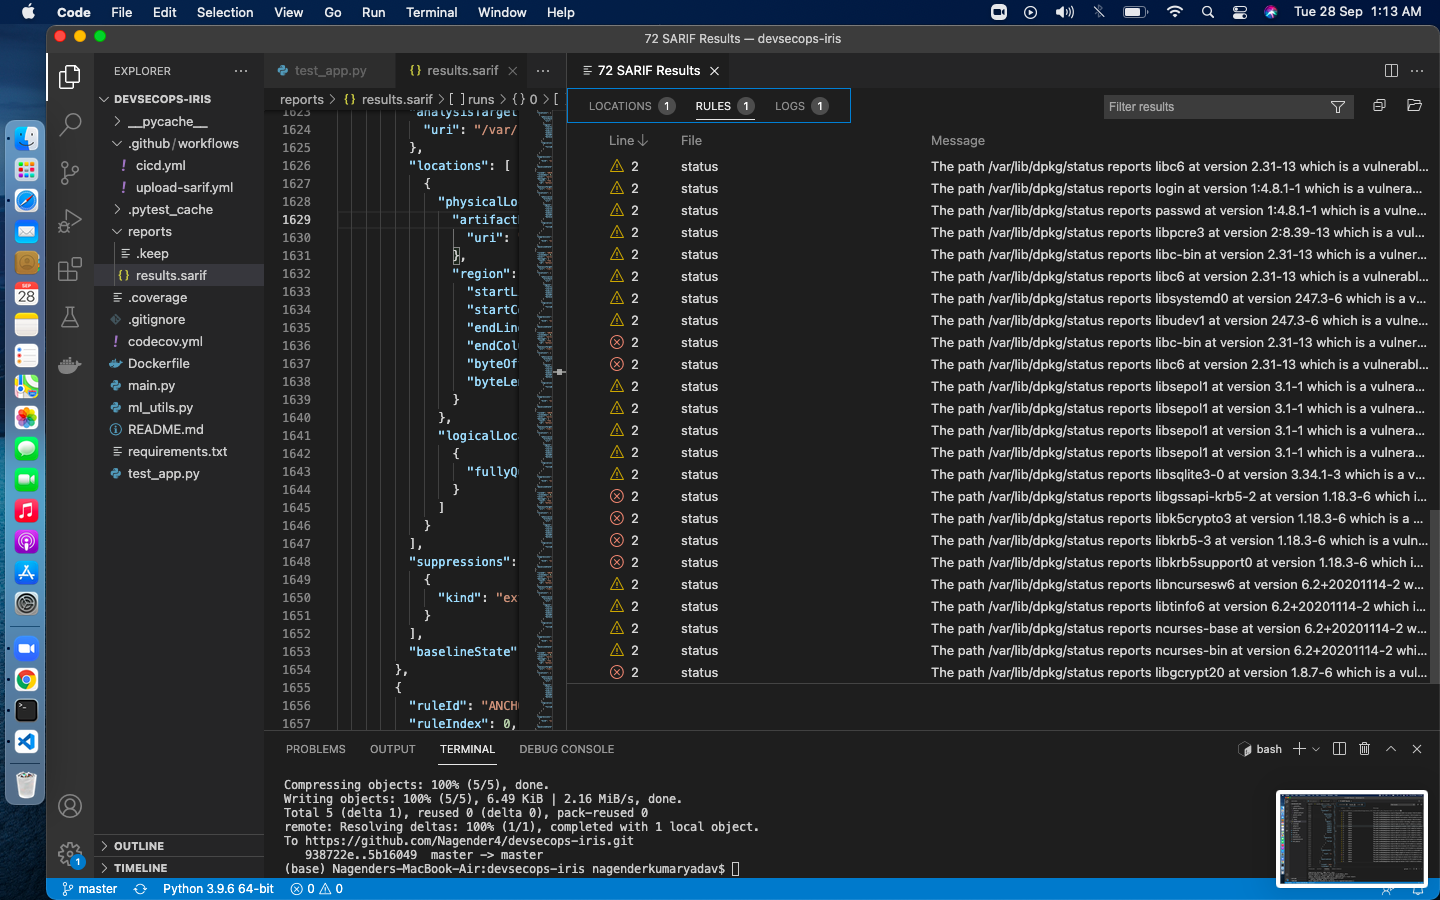 Code File Edit Selection View Go Run Terminal Window Help Tue 28 Sep 1:13 AM
72 SARIF Results — devsecops-iris
EXPLORER
DEVSECOPS-IRIS
__pycache__
.github/workflows
cicd.yml
upload-sarif.yml
.pytest_cache
reports
.keep
results.sarif
.coverage
.gitignore
codecov.yml
Dockerfile
main.py
ml_utils.py
README.md
requirements.txt
test_app.py
OUTLINE
TIMELINE
test_app.py results.sarif
reports > {} results.sarif > [ ] runs > {} 0 > [
1623 "analysisTarget
1624 "uri": "/var/
1625 },
1626 "locations": [
1627 {
1628 "physicalLo
1629 "artifact
1630 "uri":
1631 },
1632 "region":
1633 "startL
1634 "startC
1635 "endLin
1636 "endCol
1637 "byteOf
1638 "byteLe
1639 }
1640 },
1641 "logicalLoc
1642 {
1643 "fullyQ
1644 }
1645 ]
1646 }
1647 ],
1648 "suppressions":
1649 {
1650 "kind": "ex
1651 }
1652 ],
1653 "baselineState"
1654 },
1655 {
1656 "ruleId": "ANCH
1657 "ruleIndex": 0,
72 SARIF Results
LOCATIONS 1 RULES 1 LOGS 1 Filter results
Line File Message
2 status The path /var/lib/dpkg/status reports libc6 at version 2.31-13 which is a vulnerabl...
2 status The path /var/lib/dpkg/status reports login at version 1:4.8.1-1 which is a vulnera...
2 status The path /var/lib/dpkg/status reports passwd at version 1:4.8.1-1 which is a vulne...
2 status The path /var/lib/dpkg/status reports libpcre3 at version 2:8.39-13 which is a vul...
2 status The path /var/lib/dpkg/status reports libc-bin at version 2.31-13 which is a vulner...
2 status The path /var/lib/dpkg/status reports libc6 at version 2.31-13 which is a vulnerabl...
2 status The path /var/lib/dpkg/status reports libsystemd0 at version 247.3-6 which is a v...
2 status The path /var/lib/dpkg/status reports libudev1 at version 247.3-6 which is a vulne...
2 status The path /var/lib/dpkg/status reports libc-bin at version 2.31-13 which is a vulner...
2 status The path /var/lib/dpkg/status reports libc6 at version 2.31-13 which is a vulnerabl...
2 status The path /var/lib/dpkg/status reports libsepol1 at version 3.1-1 which is a vulnera...
2 status The path /var/lib/dpkg/status reports libsepol1 at version 3.1-1 which is a vulnera...
2 status The path /var/lib/dpkg/status reports libsepol1 at version 3.1-1 which is a vulnera...
2 status The path /var/lib/dpkg/status reports libsepol1 at version 3.1-1 which is a vulnera...
2 status The path /var/lib/dpkg/status reports libsqlite3-0 at version 3.34.1-3 which is a v...
2 status The path /var/lib/dpkg/status reports libgssapi-krb5-2 at version 1.18.3-6 which i...
2 status The path /var/lib/dpkg/status reports libk5crypto3 at version 1.18.3-6 which is a ...
2 status The path /var/lib/dpkg/status reports libkrb5-3 at version 1.18.3-6 which is a vuln...
2 status The path /var/lib/dpkg/status reports libkrb5support0 at version 1.18.3-6 which i...
2 status The path /var/lib/dpkg/status reports libncursesw6 at version 6.2+20201114-2 w...
2 status The path /var/lib/dpkg/status reports libtinfo6 at version 6.2+20201114-2 which i...
2 status The path /var/lib/dpkg/status reports ncurses-base at version 6.2+20201114-2 w...
2 status The path /var/lib/dpkg/status reports ncurses-bin at version 6.2+20201114-2 whi...
2 status The path /var/lib/dpkg/status reports libgcrypt20 at version 1.8.7-6 which is a vul...
PROBLEMS OUTPUT TERMINAL DEBUG CONSOLE bash
Compressing objects: 100% (5/5), done.
Writing objects: 100% (5/5), 6.49 KiB | 2.16 MiB/s, done.
Total 5 (delta 1), reused 0 (delta 0), pack-reused 0
remote: Resolving deltas: 100% (1/1), completed with 1 local object.
To https://github.com/Nagender4/devsecops-iris.git
938722e..5b16049 master -> master
(base) Nagenders-MacBook-Air:devsecops-iris nagenderkumaryadav$
SEP
28
1
master Python 3.9.6 64-bit 0 0